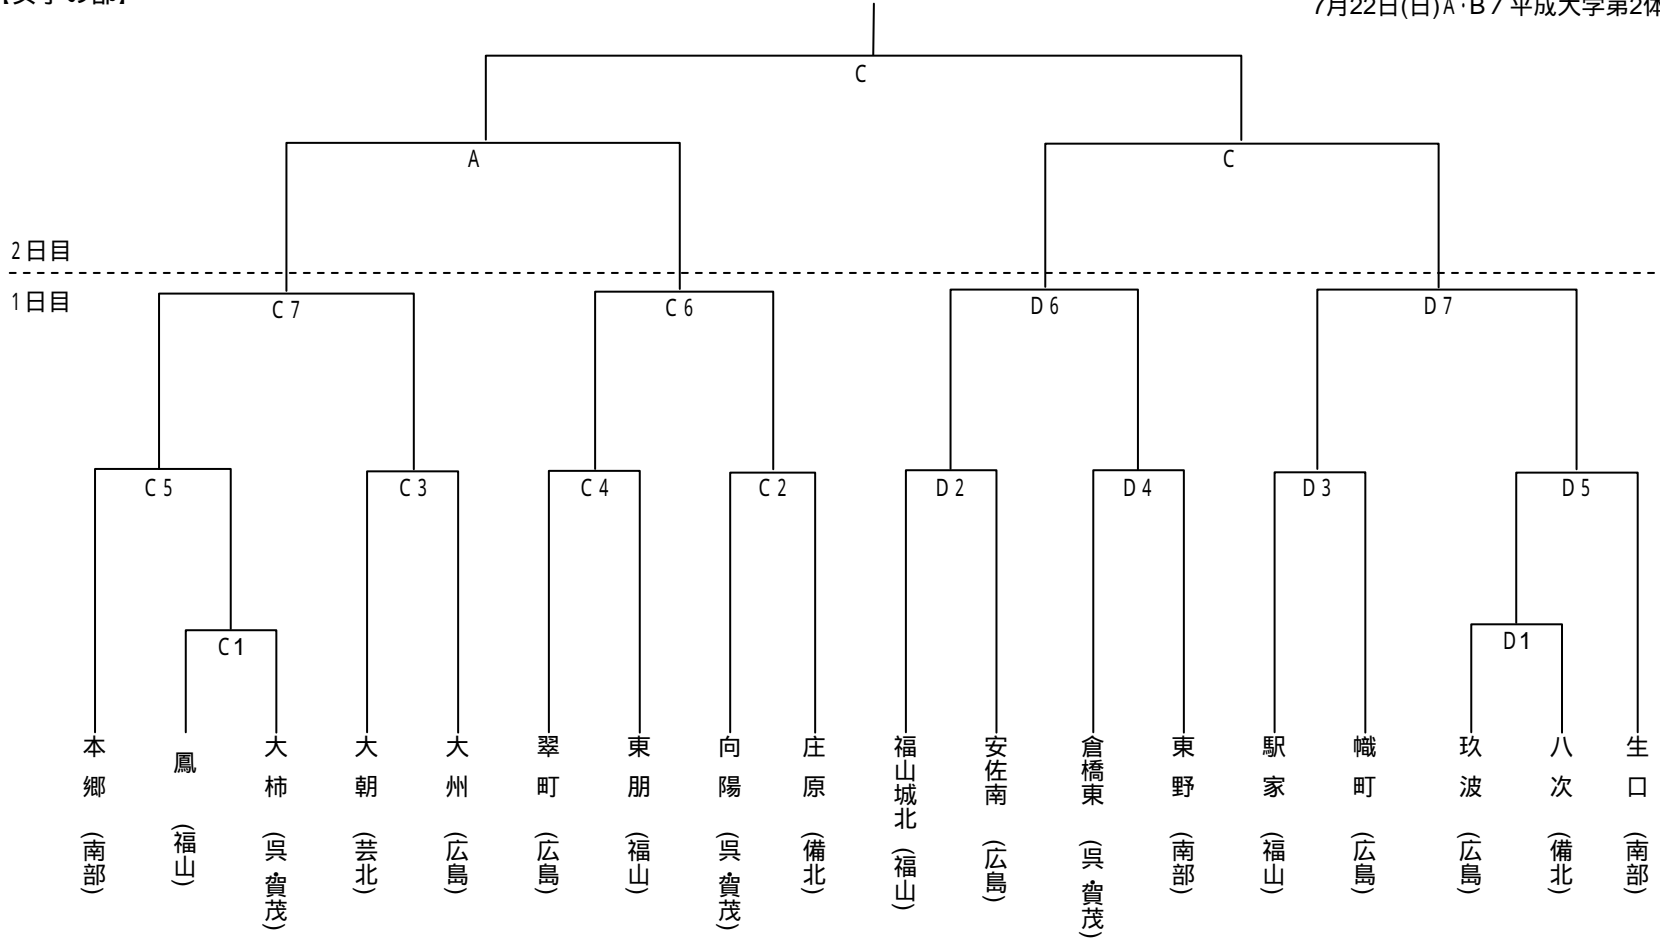 7月22日(日)A・B / 平成大学第2体
C
A
C
2日目
1日目
C7
C6
D6
D7
C5
C3
C4
C2
D2
D4
D3
D5
C1
D1
本郷 (南部)
鳳 (福山)
大柿 (呉・賀茂)
大朝 (芸北)
大州 (広島)
翠町 (広島)
東朋 (福山)
向陽 (呉・賀茂)
庄原 (備北)
福山城北 (福山)
安佐南 (広島)
倉橋東 (呉・賀茂)
東野 (南部)
駅家 (福山)
幟町 (広島)
玖波 (広島)
八次 (備北)
生口 (南部)